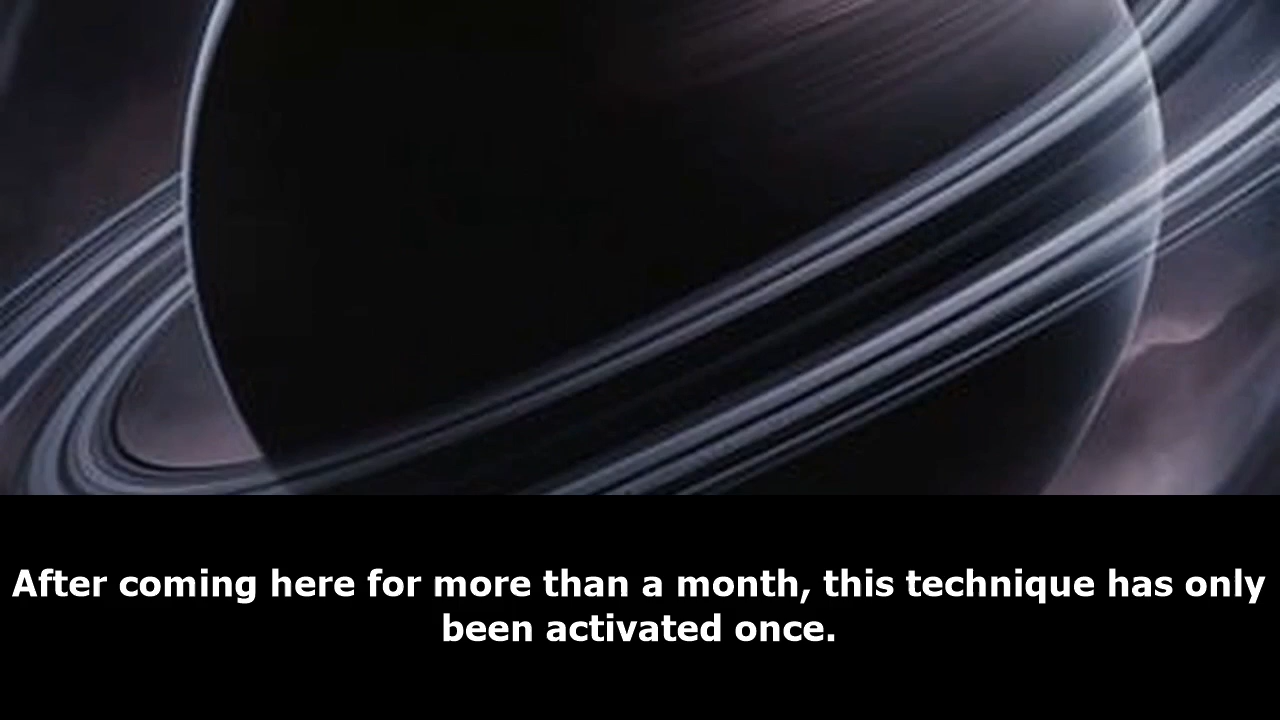 After coming here for more than a month, this technique has only
been activated once.